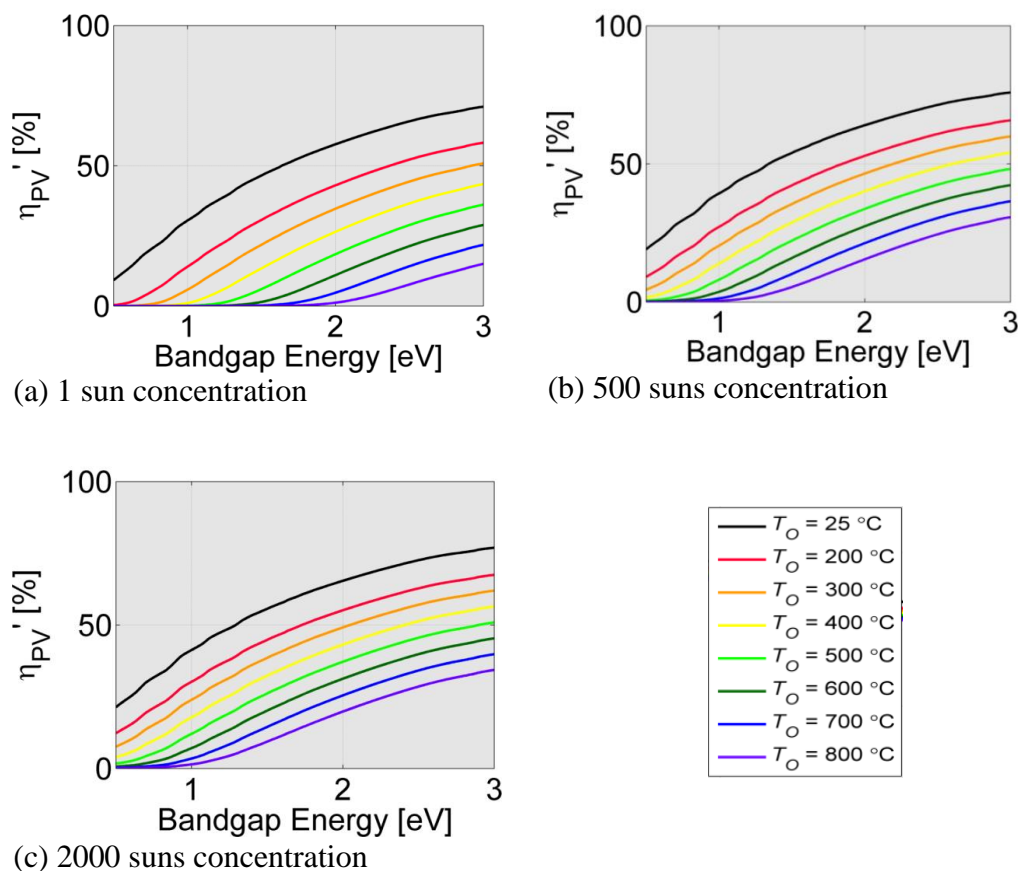 100
50
0
η_PV' [%]
1 2 3
Bandgap Energy [eV]
(a) 1 sun concentration
100
50
0
η_PV' [%]
1 2 3
Bandgap Energy [eV]
(b) 500 suns concentration
100
50
0
η_PV' [%]
1 2 3
Bandgap Energy [eV]
(c) 2000 suns concentration
T_O = 25 °C
T_O = 200 °C
T_O = 300 °C
T_O = 400 °C
T_O = 500 °C
T_O = 600 °C
T_O = 700 °C
T_O = 800 °C